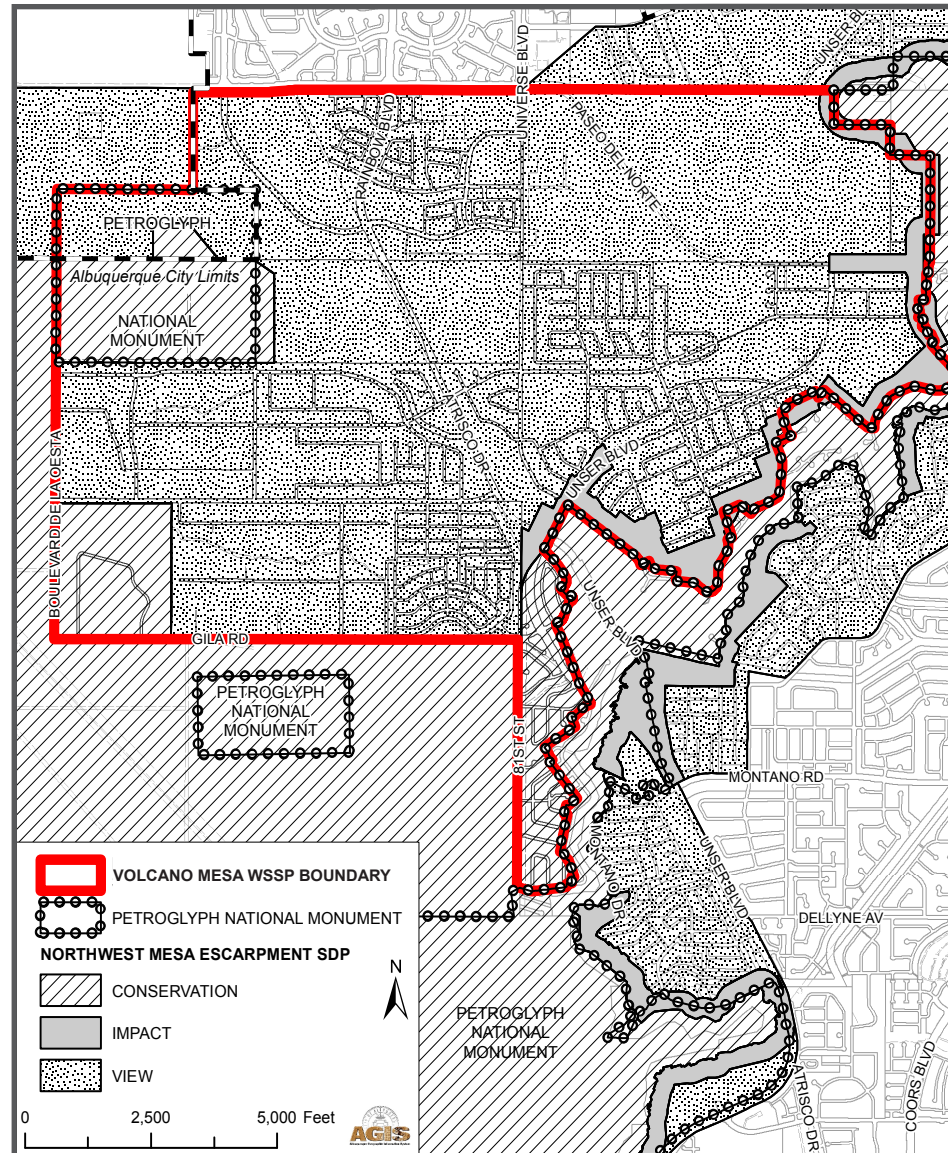 UNIVERSE BLVD
UNSER BL
RAINBOW BLVD
PASEO DEL NORTE
PETROGLYPH
Albuquerque City Limits
NATIONAL
MONUMENT
ATRISCO DR
BOULEVARD DE LA OESTA
UNSER BLVD
UNSER BLVD
GILA RD
PETROGLYPH
NATIONAL
MONUMENT
81ST ST
MONTANO RD
UNSER BLVD
MONTANO DR
DELLYNE AV
PETROGLYPH
NATIONAL
MONUMENT
ATRISCO DR
COORS BLVD
VOLCANO MESA WSSP BOUNDARY
PETROGLYPH NATIONAL MONUMENT
NORTHWEST MESA ESCARPMENT SDP
CONSERVATION
N
IMPACT
VIEW
0 2,500 5,000 Feet
AGIS